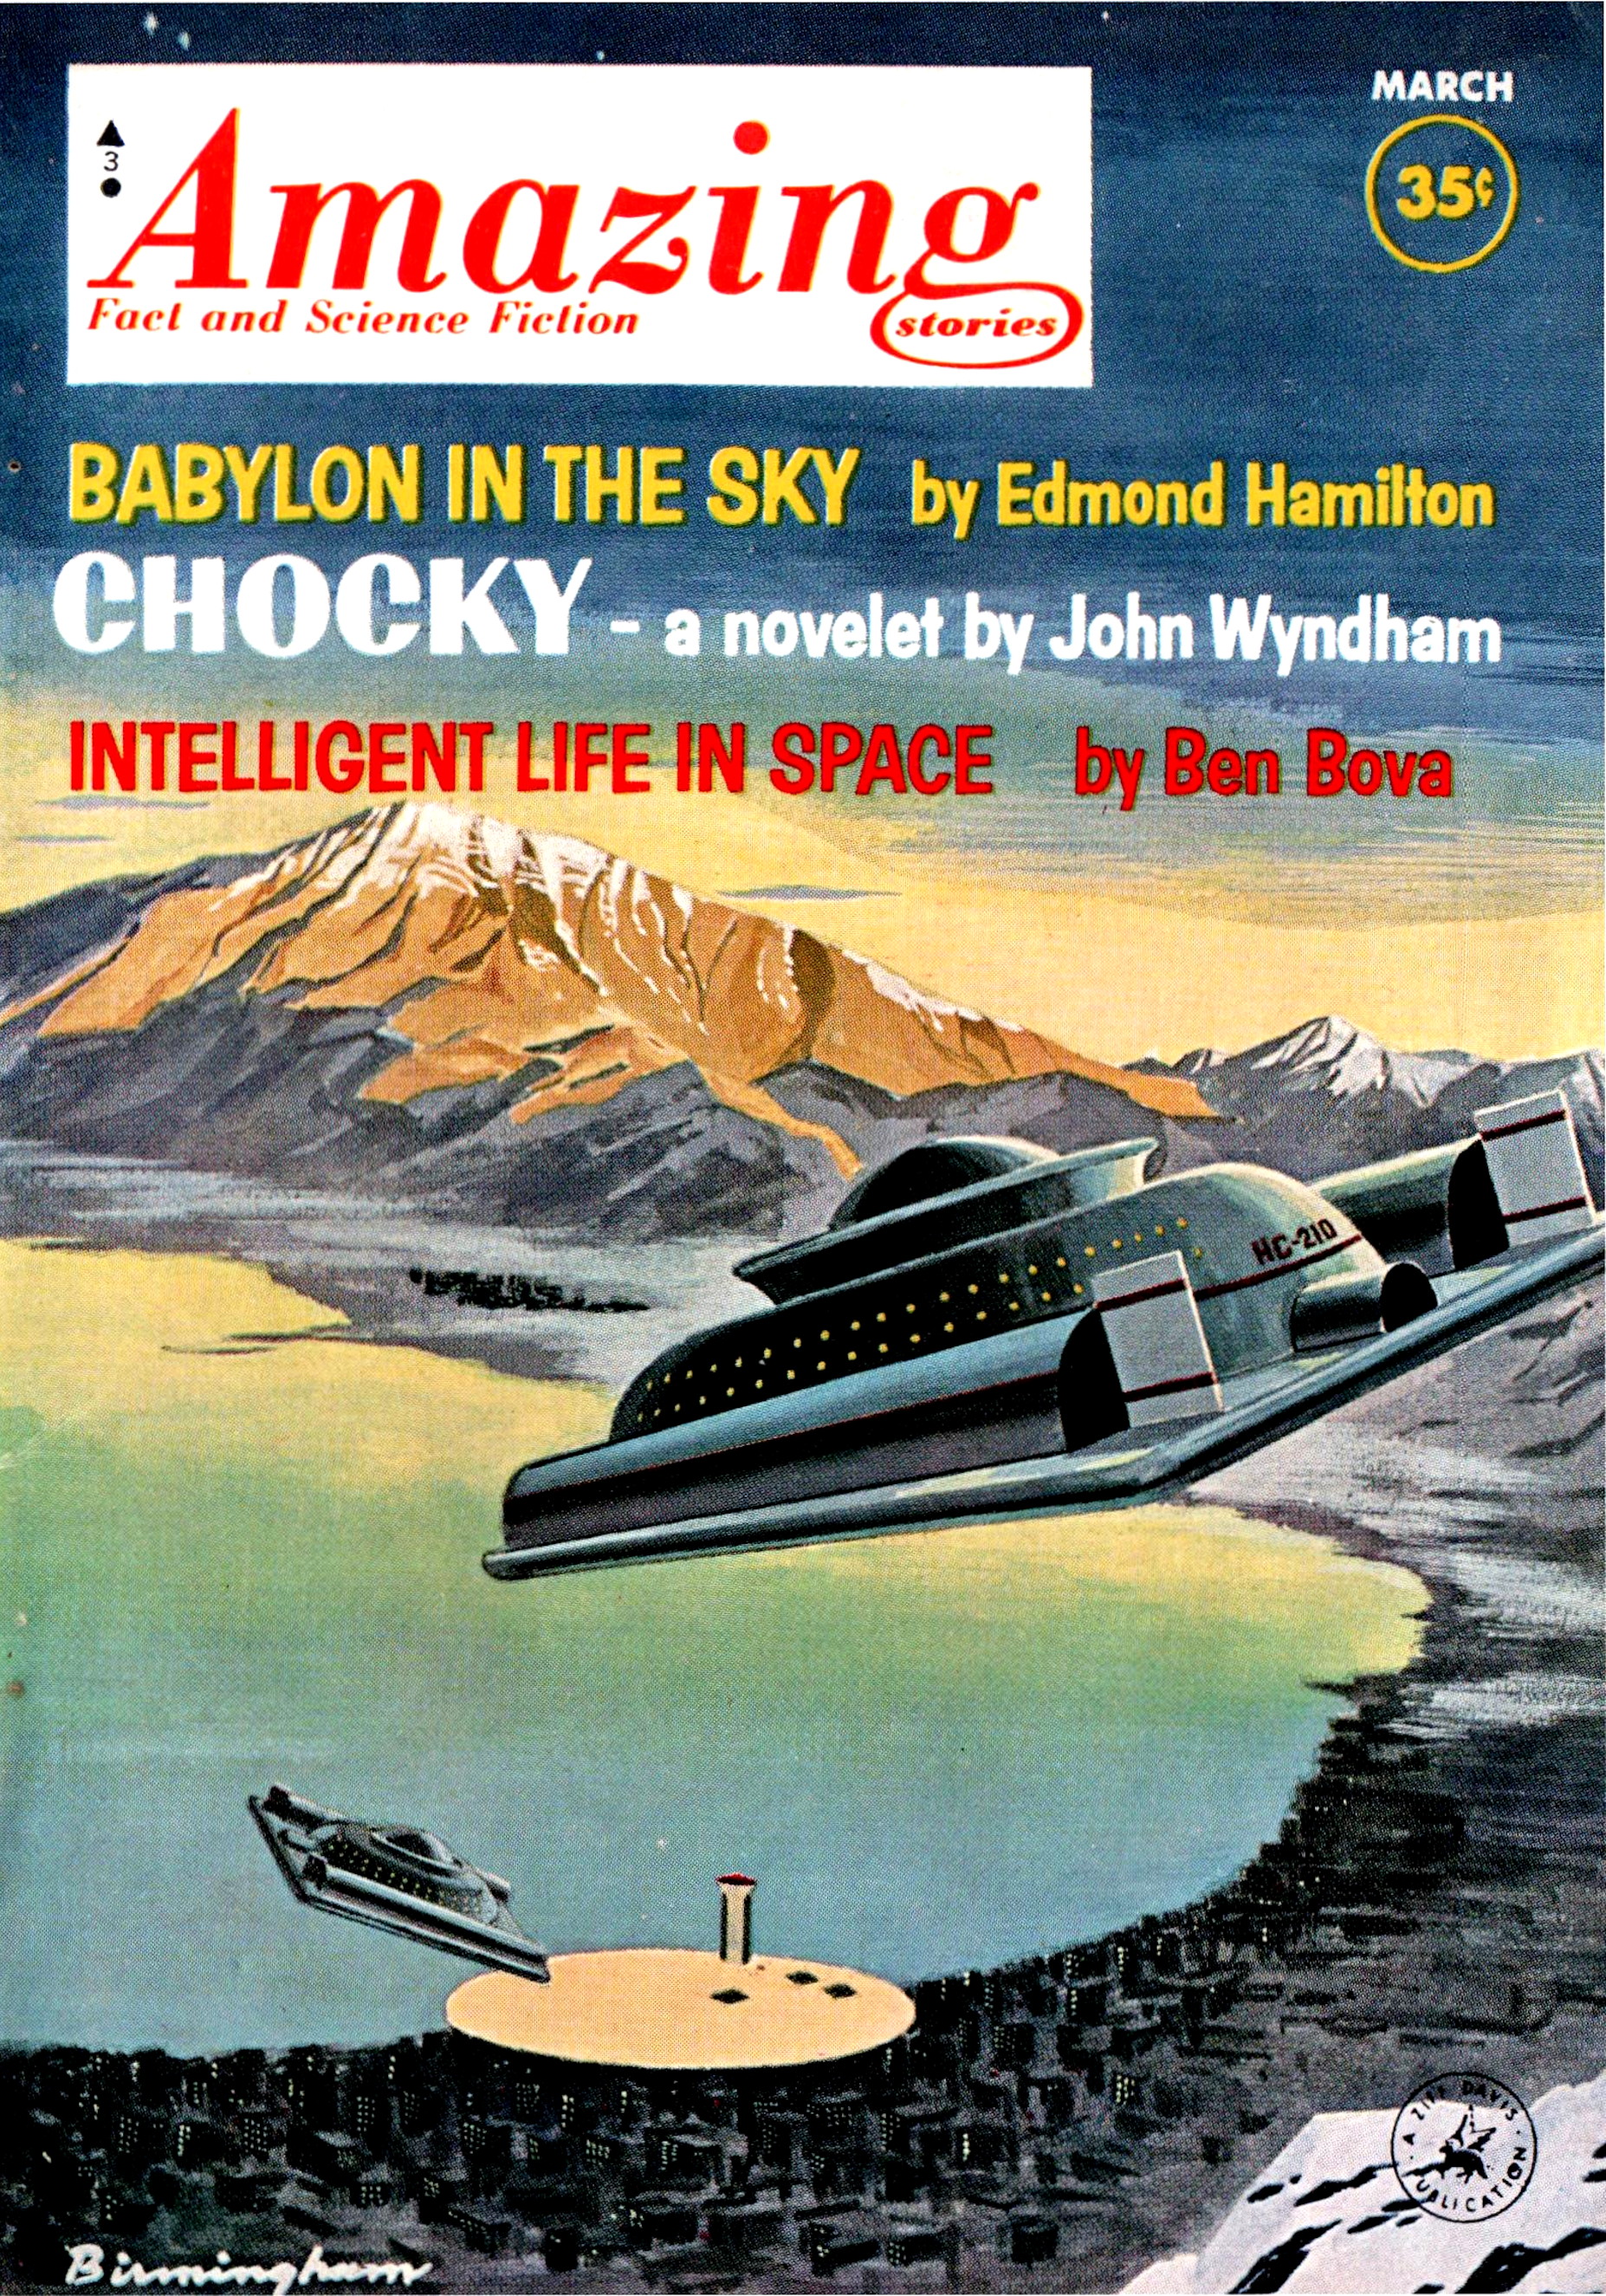 MARCH
35¢
3
Amazing
Fact and Science Fiction
stories
BABYLON IN THE SKY by Edmond Hamilton
CHOCKY - a novelet by John Wyndham
INTELLIGENT LIFE IN SPACE by Ben Bova
HC-210
A ZIFF DAVIS PUBLICATION
Birmingham